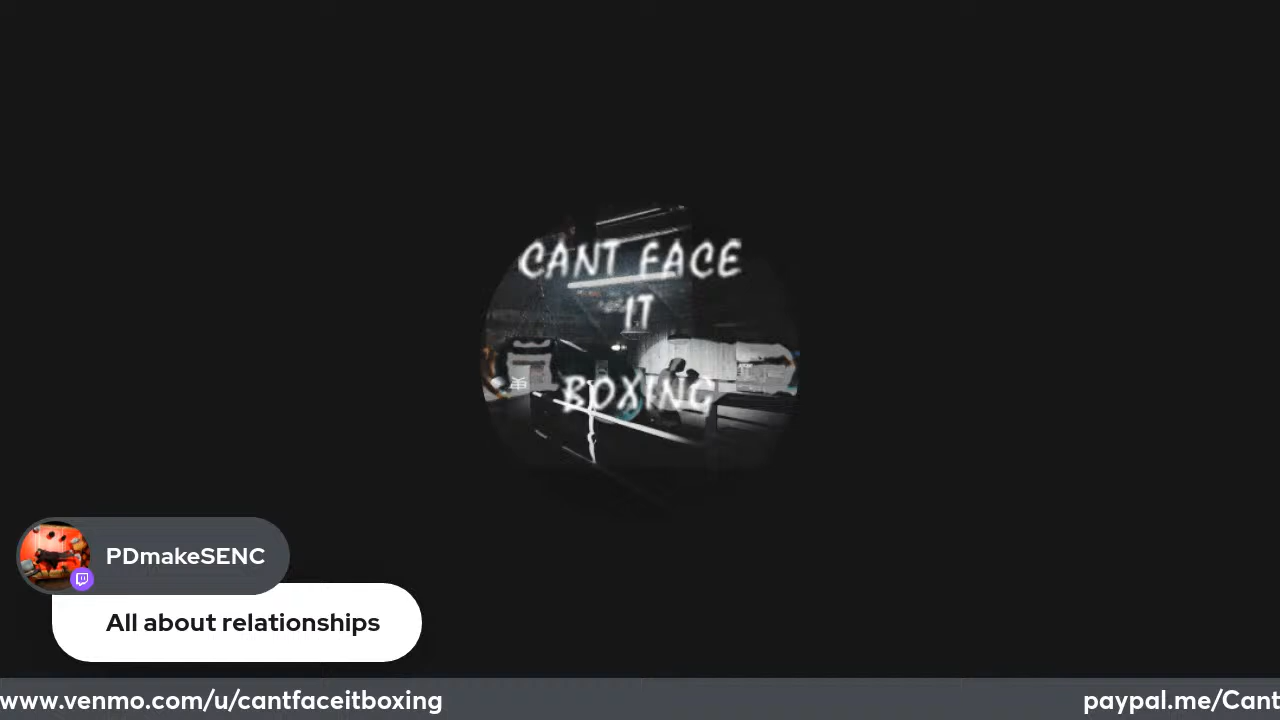 CANT FACE
IT
BOXING
PDmakeSENC
All about relationships
www.venmo.com/u/cantfaceitboxing
paypal.me/Cant